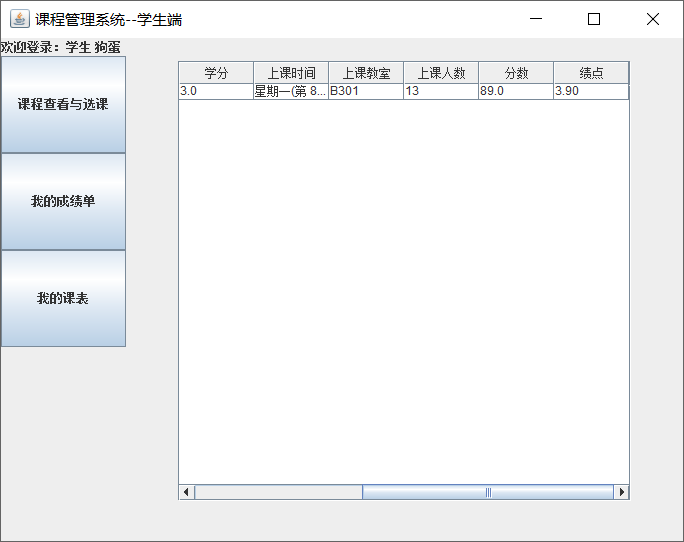 课程管理系统--学生端
欢迎登录：学生 狗蛋
课程查看与选课
我的成绩单
我的课表
学分 上课时间 上课教室 上课人数 分数 绩点
3.0 星期一(第 8... B301 13 89.0 3.90